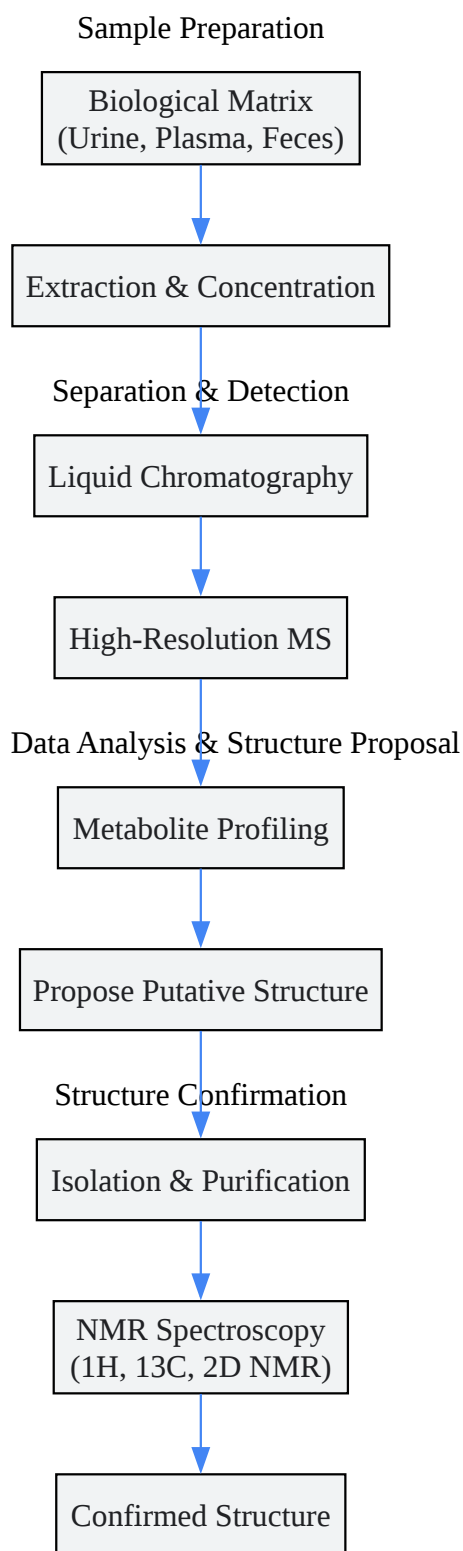 Sample Preparation
Biological Matrix
(Urine, Plasma, Feces)
Extraction & Concentration
Separation & Detection
Liquid Chromatography
High-Resolution MS
Data Analysis & Structure Proposal
Metabolite Profiling
Propose Putative Structure
Structure Confirmation
Isolation & Purification
NMR Spectroscopy
(1H, 13C, 2D NMR)
Confirmed Structure